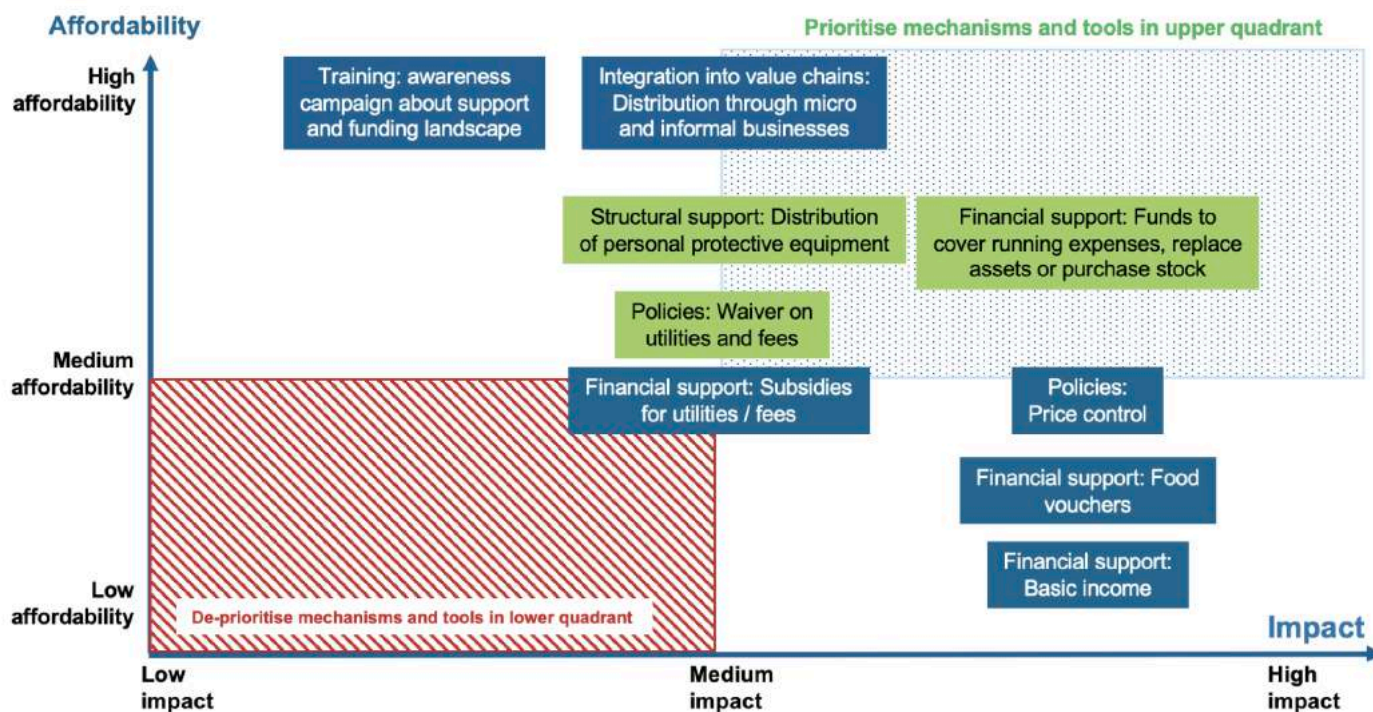 Affordability
Prioritise mechanisms and tools in upper quadrant
High
affordability
Training: awareness
campaign about support
and funding landscape
Integration into value chains:
Distribution through micro
and informal businesses
Structural support: Distribution
of personal protective equipment
Financial support: Funds to
cover running expenses, replace
assets or purchase stock
Policies: Waiver on
utilities and fees
Medium
affordability
Financial support: Subsidies
for utilities / fees
Policies:
Price control
Financial support: Food
vouchers
Financial support:
Basic income
Low
affordability
De-prioritise mechanisms and tools in lower quadrant
Impact
Low
impact
Medium
impact
High
impact